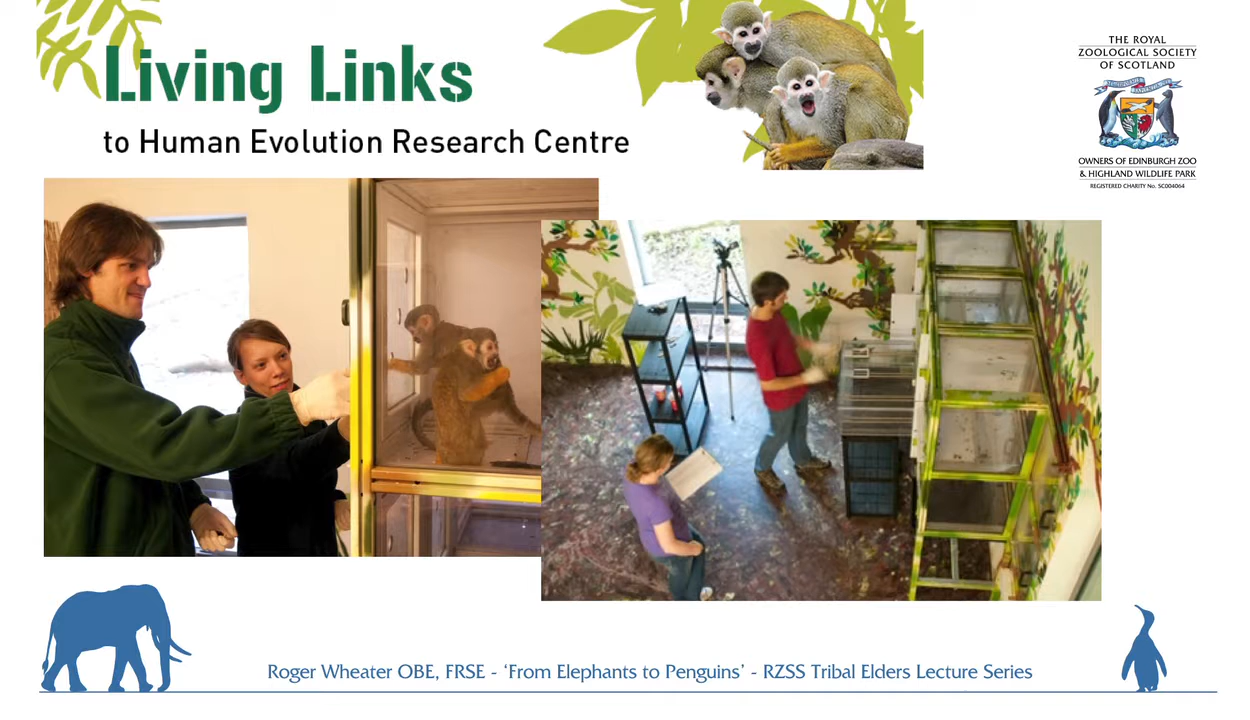 Living Links
to Human Evolution Research Centre
THE ROYAL
ZOOLOGICAL SOCIETY
OF SCOTLAND
OWNERS OF EDINBURGH ZOO
& HIGHLAND WILDLIFE PARK
REGISTERED CHARITY No. SC004064
Roger Wheater OBE, FRSE - ‘From Elephants to Penguins’ - RZSS Tribal Elders Lecture Series